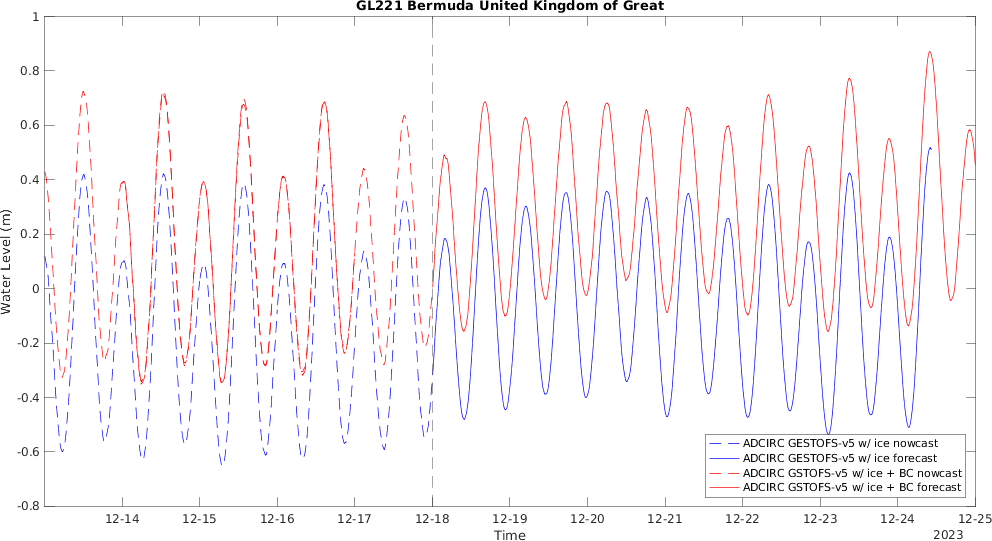 GL221 Bermuda United Kingdom of Great
Water Level (m)
1
0.8
0.6
0.4
0.2
0
-0.2
-0.4
-0.6
-0.8
ADCIRC GESTOFS-v5 w/ ice nowcast
ADCIRC GESTOFS-v5 w/ ice forecast
ADCIRC GSTOFS-v5 w/ ice + BC nowcast
ADCIRC GSTOFS-v5 w/ ice + BC forecast
12-14 12-15 12-16 12-17 12-18 12-19 12-20 12-21 12-22 12-23 12-24 12-25
Time
2023